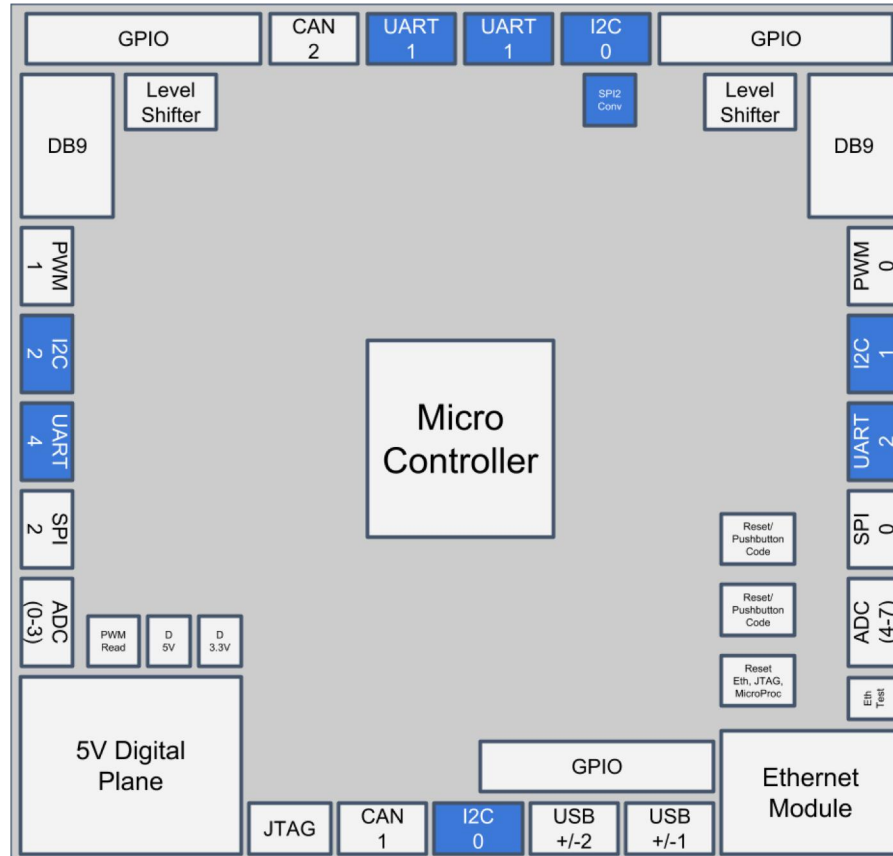 GPIO
CAN
2
UART
1
UART
1
I2C
0
GPIO
Level
Shifter
SPI2
Conv
Level
Shifter
DB9
DB9
PWM
1
PWM
0
I2C
2
I2C
1
UART
4
UART
2
Micro
Controller
SPI
2
SPI
0
Reset/
Pushbutton
Code
ADC
(0-3)
ADC
(4-7)
Reset/
Pushbutton
Code
PWM
Read
D
5V
D
3.3V
Reset
Eth, JTAG,
MicroProc
Eth
Test
5V Digital
Plane
GPIO
Ethernet
Module
JTAG
CAN
1
I2C
0
USB
+/-2
USB
+/-1